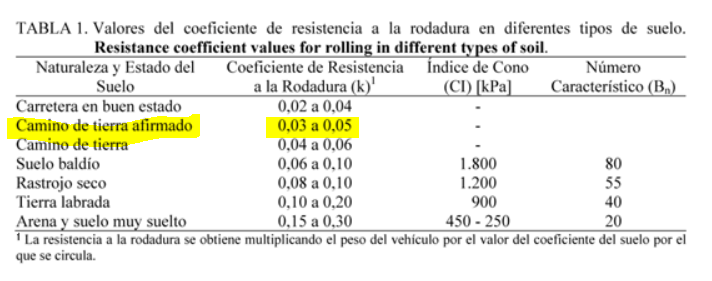 TABLA 1. Valores del coeficiente de resistencia a la rodadura en diferentes tipos de suelo.
Resistance coefficient values for rolling in different types of soil.
Naturaleza y Estado del Suelo | Coeficiente de Resistencia a la Rodadura (k)¹ | Índice de Cono (CI) [kPa] | Número Característico (Bn)
Carretera en buen estado 0,02 a 0,04 -
Camino de tierra afirmado 0,03 a 0,05 -
Camino de tierra 0,04 a 0,06 -
Suelo baldío 0,06 a 0,10 1.800 80
Rastrojo seco 0,08 a 0,10 1.200 55
Tierra labrada 0,10 a 0,20 900 40
Arena y suelo muy suelto 0,15 a 0,30 450 - 250 20
¹ La resistencia a la rodadura se obtiene multiplicando el peso del vehículo por el valor del coeficiente del suelo por el
que se circula.